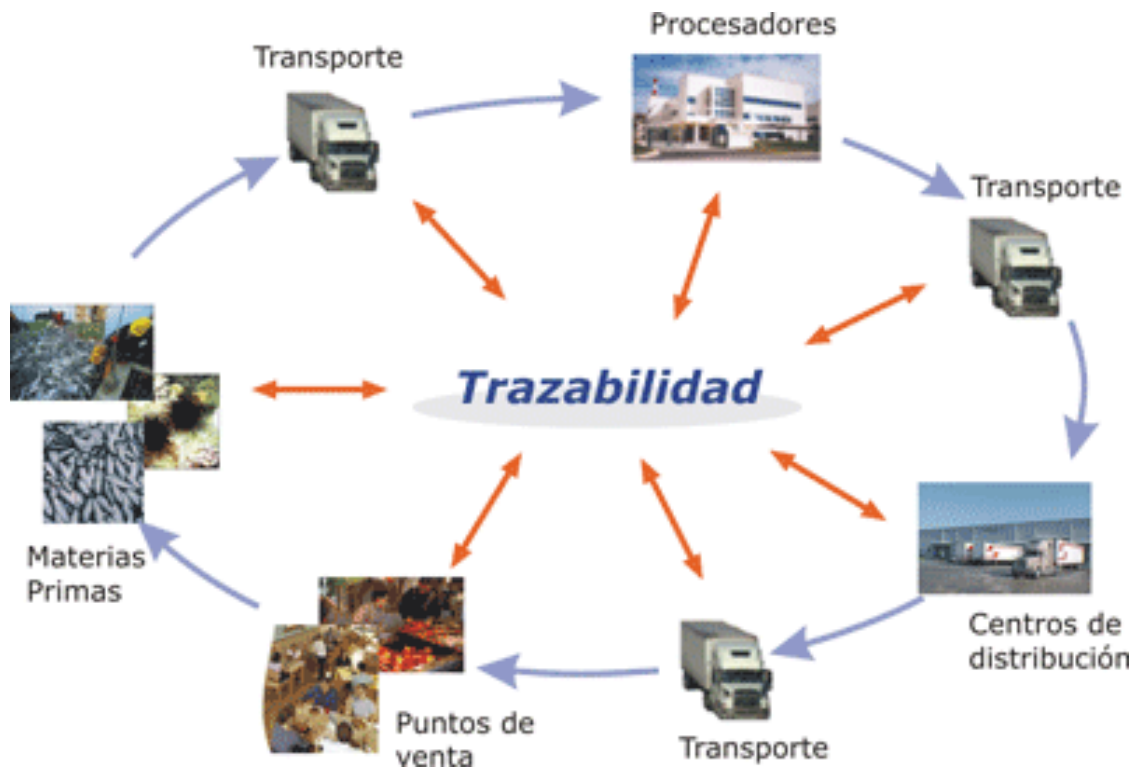 Procesadores
Transporte
Transporte
Trazabilidad
Materias
Primas
Centros de
distribución
Puntos de
venta
Transporte